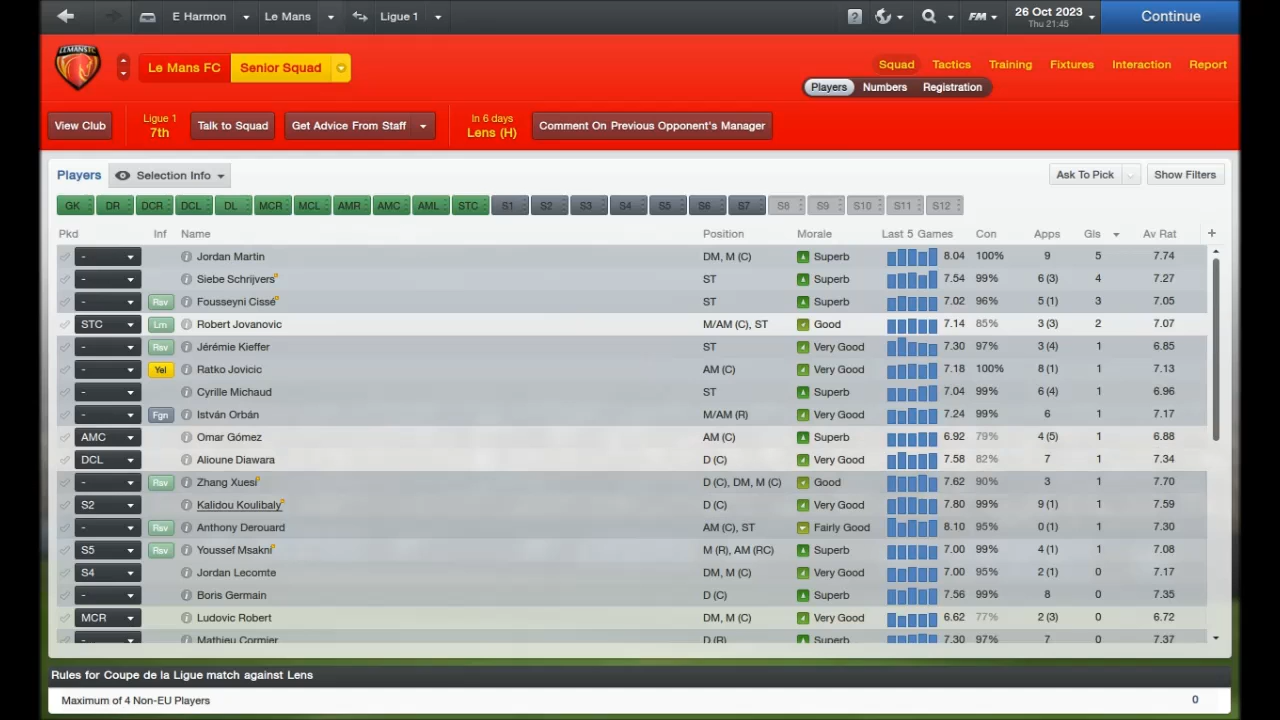 E Harmon Le Mans Ligue 1 FM 26 Oct 2023 Continue
Thu 21:45
LE MANS FC
Le Mans FC Senior Squad Squad Tactics Training Fixtures Interaction Report
Players Numbers Registration
View Club Ligue 1 7th Talk to Squad Get Advice From Staff In 6 days Lens (H) Comment On Previous Opponent's Manager
Players Selection Info Ask To Pick Show Filters
GK DR DCR DCL DL MCR MCL AMR AMC AML STC S1 S2 S3 S4 S5 S6 S7 S8 S9 S10 S11 S12
Pkd Inf Name Position Morale Last 5 Games Con Apps Gls Av Rat +
- Jordan Martin DM, M (C) Superb 8.04 100% 9 5 7.74
- Siebe Schrijvers ST Superb 7.54 99% 6 (3) 4 7.27
- Rsv Fousseyni Cissé ST Superb 7.02 96% 5 (1) 3 7.05
STC Lrn Robert Jovanovic M/AM (C), ST Good 7.14 85% 3 (3) 2 7.07
- Rsv Jérémie Kieffer ST Very Good 7.30 97% 3 (4) 1 6.85
- Yel Ratko Jovicic AM (C) Very Good 7.18 100% 8 (1) 1 7.13
- Cyrille Michaud ST Superb 7.04 99% 6 (4) 1 6.96
- Fgn István Orbán M/AM (R) Very Good 7.24 99% 6 1 7.17
AMC Omar Gómez AM (C) Superb 6.92 79% 4 (5) 1 6.88
DCL Alioune Diawara D (C) Very Good 7.58 82% 7 1 7.34
- Rsv Zhang Xuesi D (C), DM, M (C) Good 7.62 90% 3 1 7.70
S2 Kalidou Koulibaly D (C) Very Good 7.80 99% 9 (1) 1 7.59
- Rsv Anthony Derouard AM (C), ST Fairly Good 8.10 95% 0 (1) 1 7.30
S5 Rsv Youssef Msakni M (R), AM (RC) Superb 7.00 99% 4 (1) 1 7.08
S4 Jordan Lecomte DM, M (C) Very Good 7.00 95% 2 (1) 0 7.17
- Boris Germain D (C) Superb 7.56 99% 8 0 7.35
MCR Ludovic Robert DM, M (C) Very Good 6.62 77% 2 (3) 0 6.72
- Mathieu Cormier D (R) Superb 7.30 97% 7 0 7.37
Rules for Coupe de la Ligue match against Lens
Maximum of 4 Non-EU Players 0